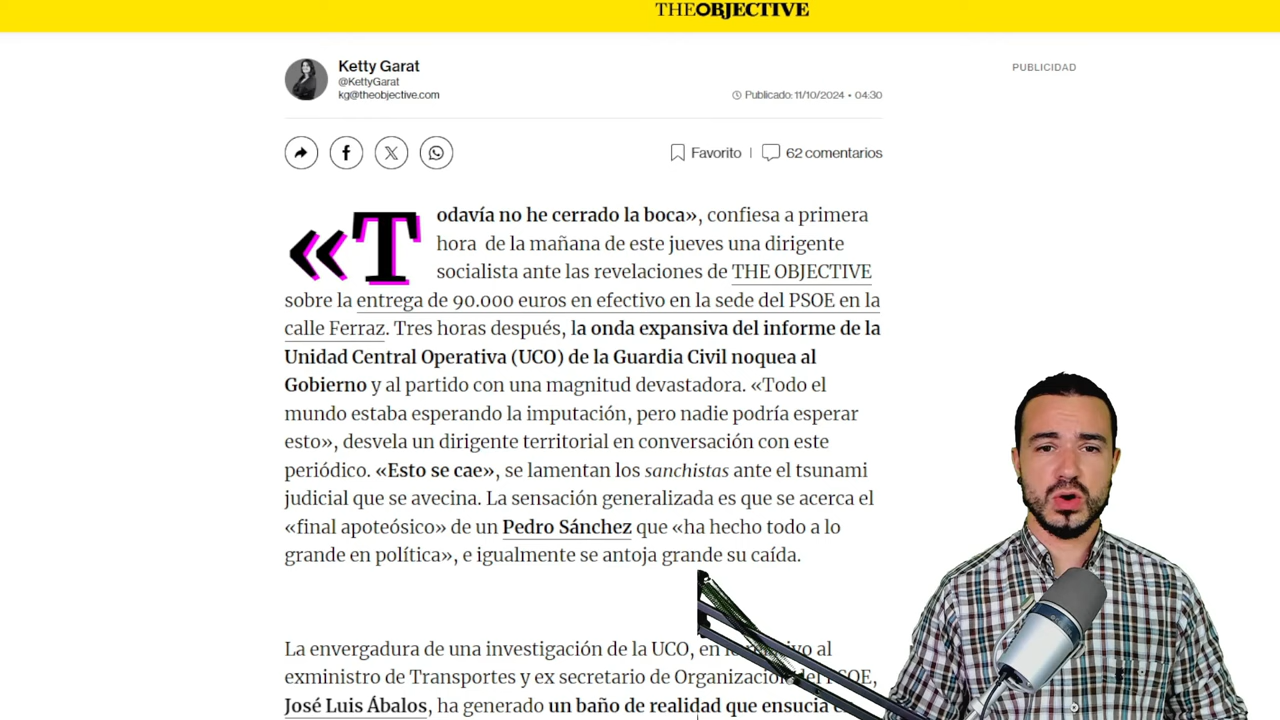 THEOBJECTIVE
Ketty Garat
@KettyGarat
kg@theobjective.com
Publicado: 11/10/2024 • 04:30
PUBLICIDAD
Favorito | 62 comentarios
«Todavía no he cerrado la boca», confiesa a primera
hora de la mañana de este jueves una dirigente
socialista ante las revelaciones de THE OBJECTIVE
sobre la entrega de 90.000 euros en efectivo en la sede del PSOE en la
calle Ferraz. Tres horas después, la onda expansiva del informe de la
Unidad Central Operativa (UCO) de la Guardia Civil noquea al
Gobierno y al partido con una magnitud devastadora. «Todo el
mundo estaba esperando la imputación, pero nadie podría esperar
esto», desvela un dirigente territorial en conversación con este
periódico. «Esto se cae», se lamentan los sanchistas ante el tsunami
judicial que se avecina. La sensación generalizada es que se acerca el
«final apoteósico» de un Pedro Sánchez que «ha hecho todo a lo
grande en política», e igualmente se antoja grande su caída.
La envergadura de una investigación de la UCO, en lo relativo al
exministro de Transportes y ex secretario de Organización del PSOE,
José Luis Ábalos, ha generado un baño de realidad que ensucia